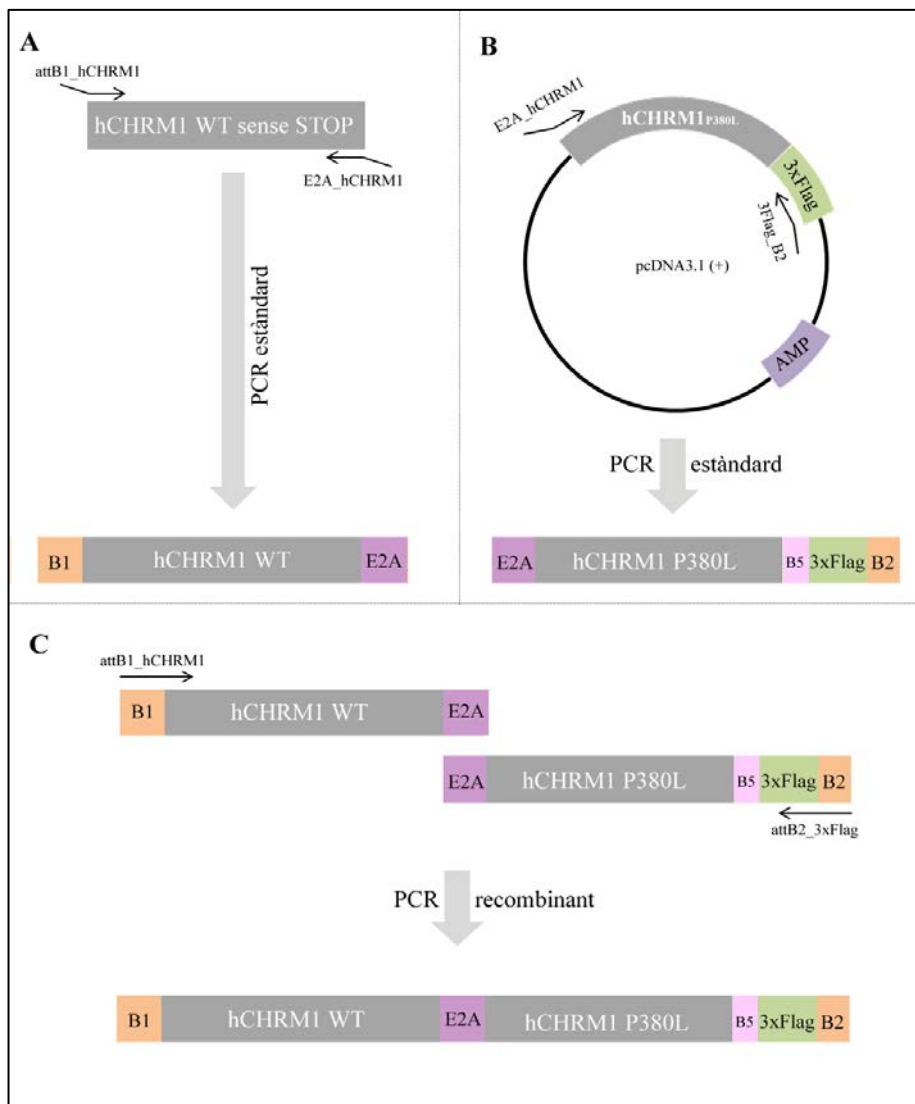 A
attB1_hCHRM1
hCHRM1 WT sense STOP
E2A_hCHRM1
PCR estàndard
B1 hCHRM1 WT E2A
B
E2A_hCHRM1
hCHRM1P380L
3xFlag
3Flag_B2
pcDNA3.1 (+)
AMP
PCR estàndard
E2A hCHRM1 P380L B5 3xFlag B2
C
attB1_hCHRM1
B1 hCHRM1 WT E2A
E2A hCHRM1 P380L B5 3xFlag B2
attB2_3xFlag
PCR recombinant
B1 hCHRM1 WT E2A hCHRM1 P380L B5 3xFlag B2